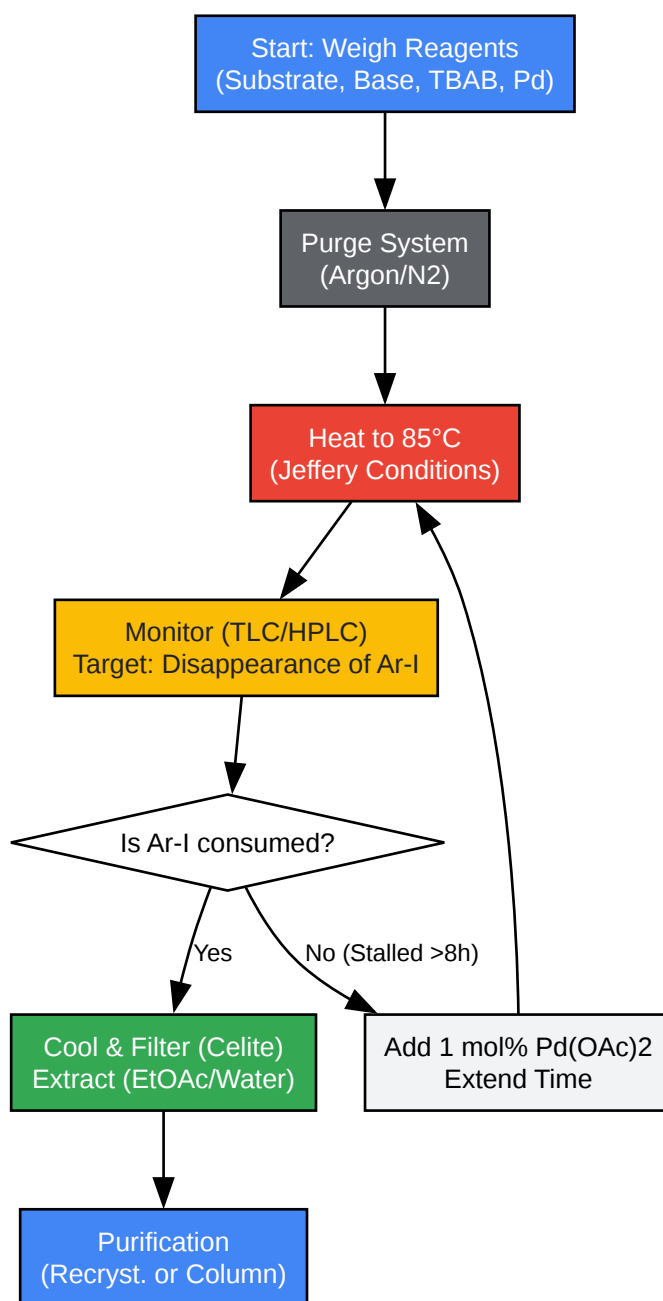 Start: Weigh Reagents
(Substrate, Base, TBAB, Pd)
Purge System
(Argon/N2)
Heat to 85°C
(Jeffery Conditions)
Monitor (TLC/HPLC)
Target: Disappearance of Ar-I
Is Ar-I consumed?
Yes
No (Stalled >8h)
Cool & Filter (Celite)
Extract (EtOAc/Water)
Add 1 mol% Pd(OAc)2
Extend Time
Purification
(Recryst. or Column)